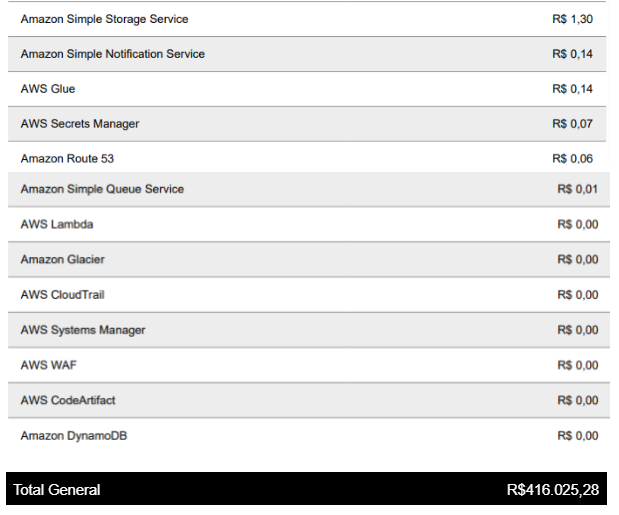 Amazon Simple Storage Service R$ 1,30
Amazon Simple Notification Service R$ 0,14
AWS Glue R$ 0,14
AWS Secrets Manager R$ 0,07
Amazon Route 53 R$ 0,06
Amazon Simple Queue Service R$ 0,01
AWS Lambda R$ 0,00
Amazon Glacier R$ 0,00
AWS CloudTrail R$ 0,00
AWS Systems Manager R$ 0,00
AWS WAF R$ 0,00
AWS CodeArtifact R$ 0,00
Amazon DynamoDB R$ 0,00
Total General R$416.025,28